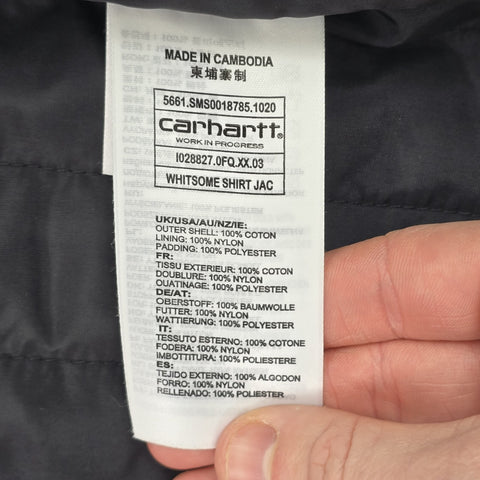 MADE IN CAMBODIA
柬埔寨制
5661.SMS0018785.1020
carhartt
WORK IN PROGRESS
I028827.0FQ.XX.03
WHITSOME SHIRT JAC
UK/USA/AU/NZ/IE:
OUTER SHELL: 100% COTTON
LINING: 100% NYLON
PADDING: 100% POLYESTER
FR:
TISSU EXTERIEUR: 100% COTON
DOUBLURE: 100% NYLON
OUATINAGE: 100% POLYESTER
DE/AT:
OBERSTOFF: 100% BAUMWOLLE
FUTTER: 100% NYLON
WATTIERUNG: 100% POLYESTER
IT:
TESSUTO ESTERNO: 100% COTONE
FODERA: 100% NYLON
IMBOTTITURA: 100% POLIESTERE
ES:
TEJIDO EXTERNO: 100% ALGODON
FORRO: 100% NYLON
RELLENADO: 100% POLIESTER